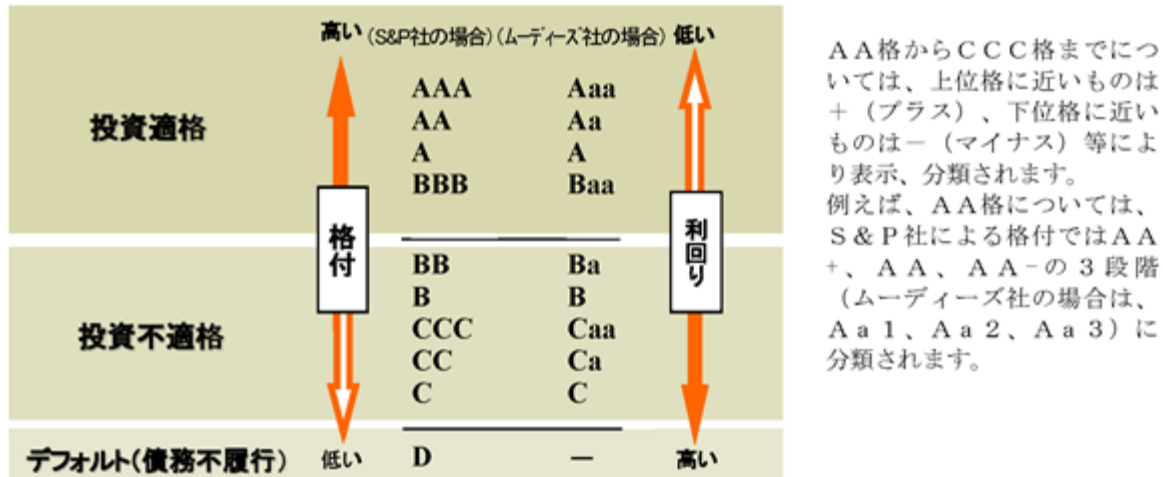 高い (S&P社の場合) (ムーディーズ社の場合) 低い
投資適格
AAA Aaa
AA Aa
A A
BBB Baa
格付
利回り
投資不適格
BB Ba
B B
CCC Caa
CC Ca
C C
デフォルト(債務不履行) 低い D － 高い
AA格からCCC格までにつ
いては、上位格に近いものは
＋（プラス）、下位格に近い
ものは－（マイナス）等によ
り表示、分類されます。
例えば、AA格については、
S＆P社による格付ではAA
+、AA、AA-の3段階
（ムーディーズ社の場合は、
Aa1、Aa2、Aa3）に
分類されます。